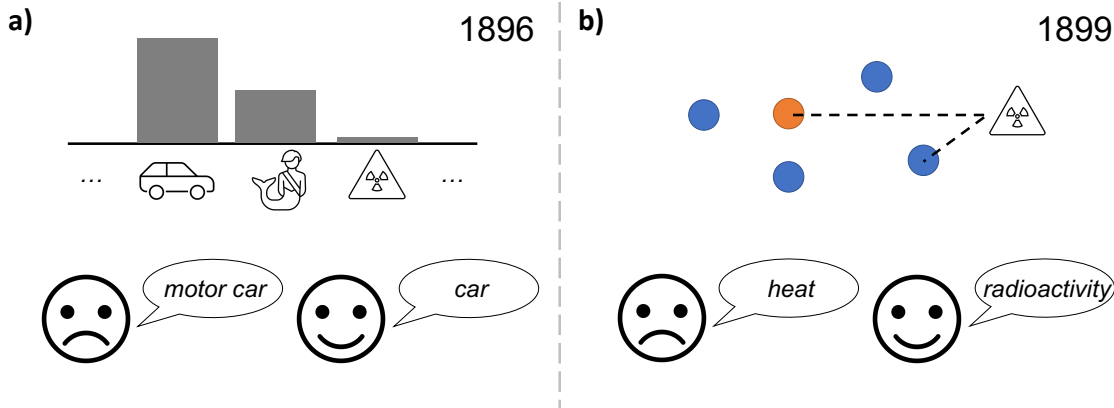 a)
1896
...
...
motor car
car
b)
1899
heat
radioactivity